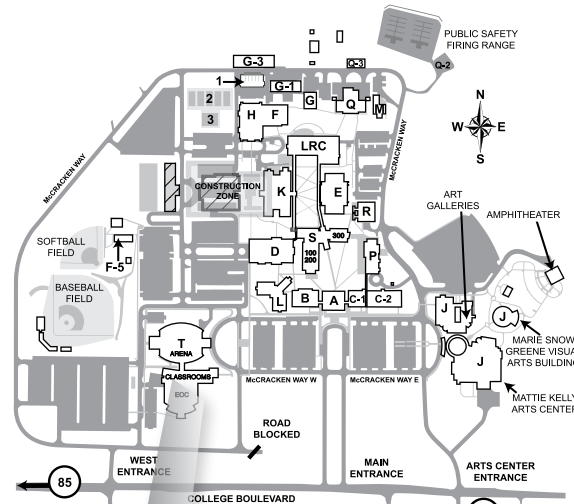 PUBLIC SAFETY
FIRING RANGE
G-3
Q-3
Q-2
1
G-1
2
G
Q
M
3
H
F
N
W
E
S
McCRACKEN WAY
McCRACKEN WAY
LRC
CONSTRUCTION
ZONE
K
E
R
ART
GALLERIES
AMPHITHEATER
SOFTBALL
FIELD
F-5
S
300
100
200
D
P
BASEBALL
FIELD
L
B
A
C-1
C-2
J
J
MARIE SNOW
GREENE VISUA
ARTS BUILDING
T
ARENA
J
CLASSROOMS
McCRACKEN WAY W
McCRACKEN WAY E
EOC
MATTIE KELLY
ARTS CENTER
ROAD
BLOCKED
WEST
ENTRANCE
MAIN
ENTRANCE
ARTS CENTER
ENTRANCE
85
COLLEGE BOULEVARD